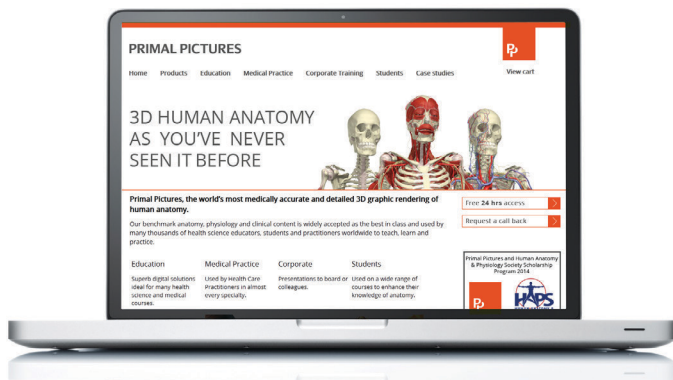 PRIMAL PICTURES
Home Products Education Medical Practice Corporate Training Students Case studies View cart
3D HUMAN ANATOMY
AS YOU'VE NEVER
SEEN IT BEFORE
Primal Pictures, the world's most medically accurate and detailed 3D graphic rendering of
human anatomy.
Our benchmark anatomy, physiology and clinical content is widely accepted as the best in class and used by
many thousands of health science educators, students and practitioners worldwide to teach, learn and
practice.
Free 24 hrs access
Request a call back
Education
Superb digital solutions
ideal for many health
science and medical
courses.
Medical Practice
Used by Health Care
Practitioners in almost
every specialty.
Corporate
Presentations to board or
colleagues.
Students
Used on a wide range of
courses to enhance their
knowledge of anatomy.
Primal Pictures and Human Anatomy
& Physiology Society Scholarship
Program 2014
HAPS